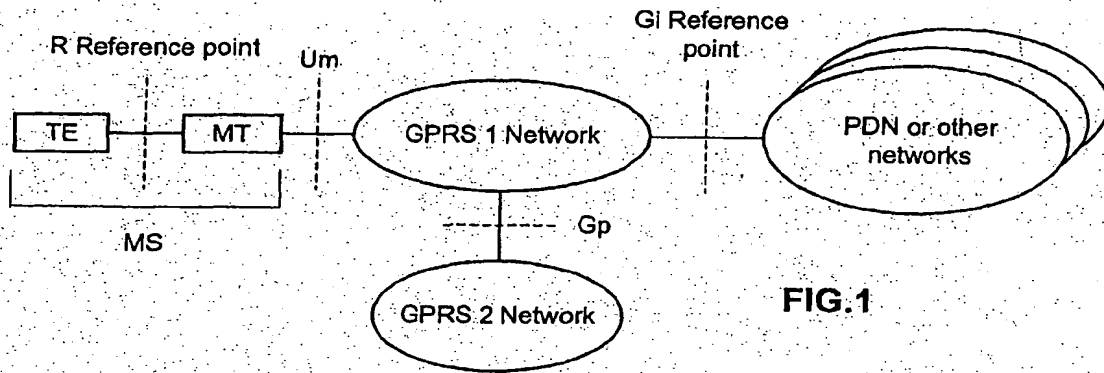 R Reference point
Um
Gi Reference
point
TE
MT
GPRS 1 Network
PDN or other
networks
MS
Gp
GPRS 2 Network
FIG.1